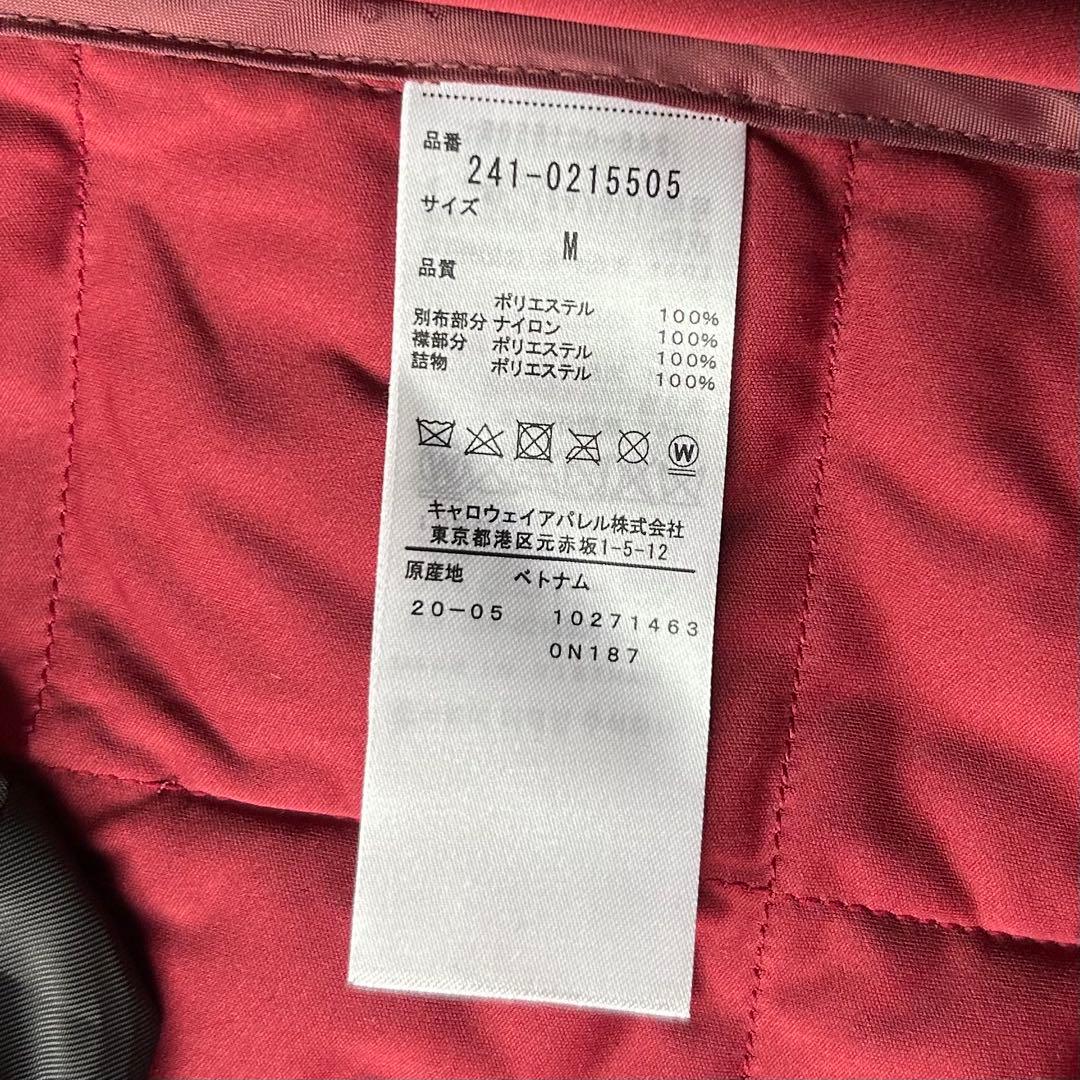 品番
241-0215505
サイズ
M
品質
ポリエステル 100%
別布部分 ナイロン 100%
襟部分 ポリエステル 100%
詰物 ポリエステル 100%
W
キャロウェイアパレル株式会社
東京都港区元赤坂1-5-12
原産地 ベトナム
20-05 10271463
0N187